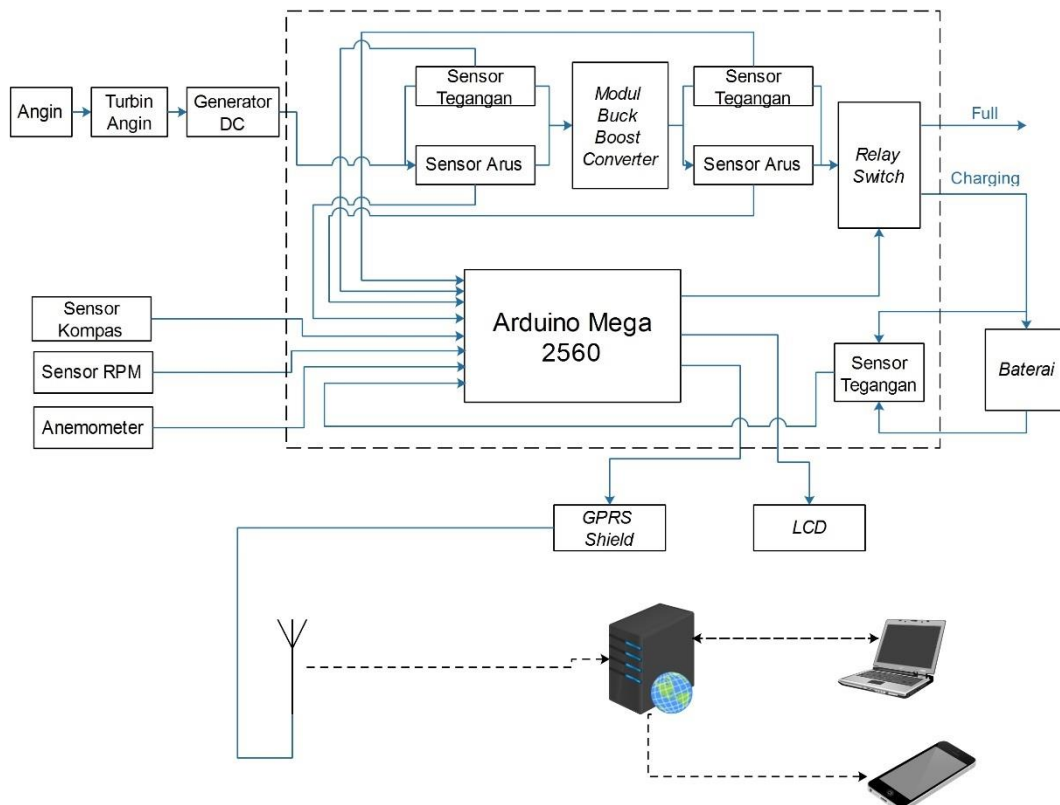 Angin
Turbin
Angin
Generator
DC
Sensor
Tegangan
Sensor Arus
Modul
Buck
Boost
Converter
Sensor
Tegangan
Sensor Arus
Relay
Switch
Full
Charging
Sensor
Kompas
Sensor RPM
Anemometer
Arduino Mega
2560
Sensor
Tegangan
Baterai
GPRS
Shield
LCD